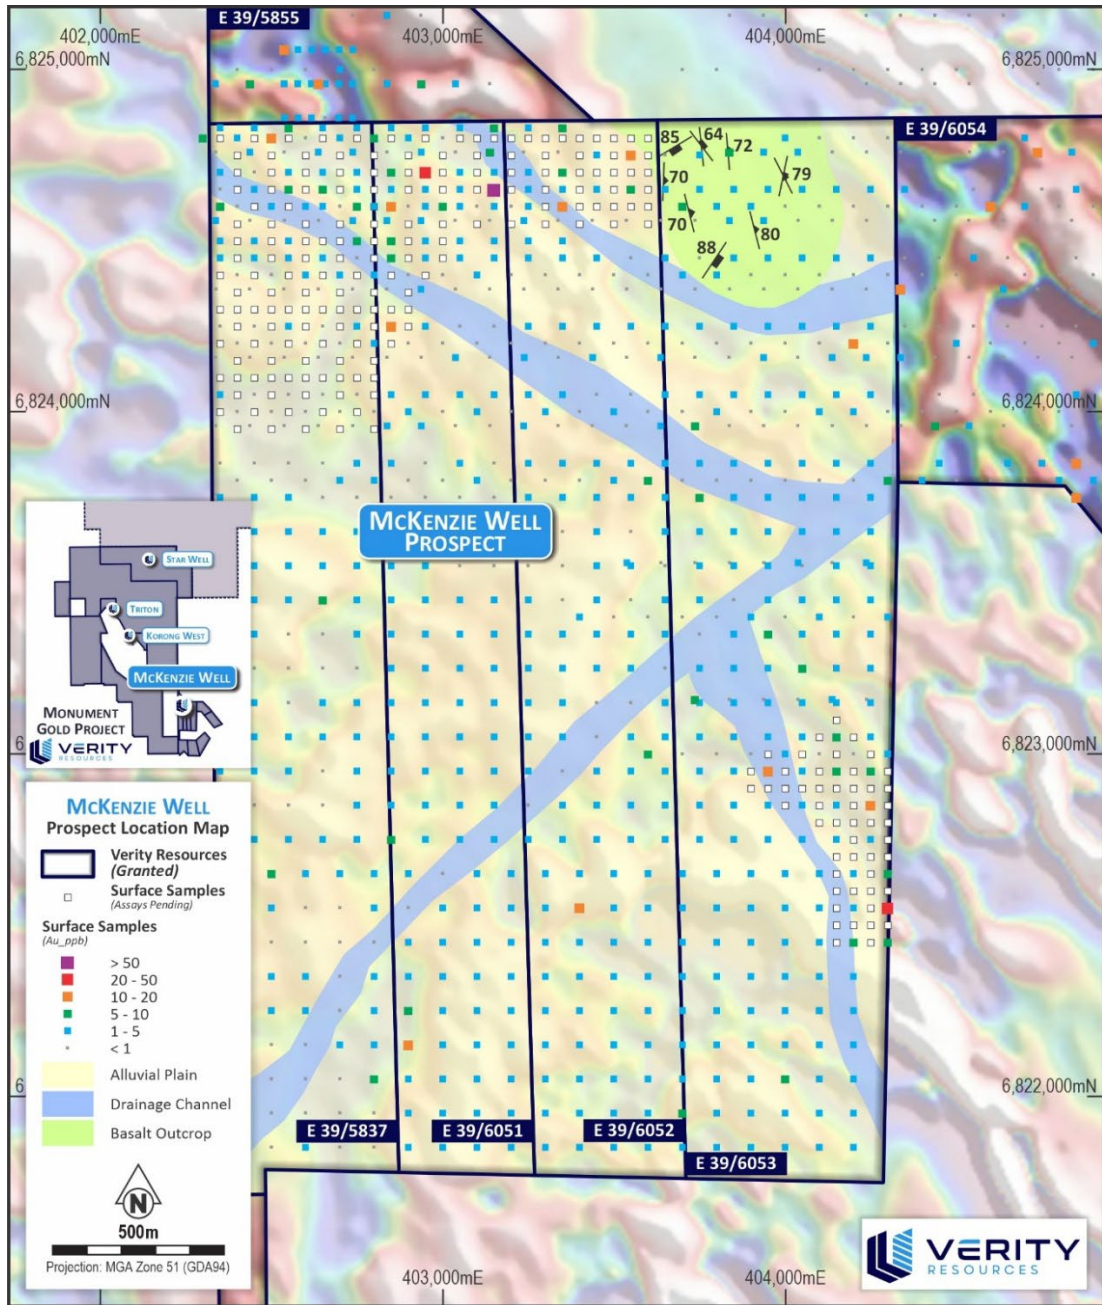 E 39/5855
402,000mE
403,000mE
404,000mE
6,825,000mN
6,825,000mN
E 39/6054
85
64
72
70
79
70
80
88
6,824,000mN
6,824,000mN
McKenzie Well
Prospect
Star Well
Triton
Korong West
McKenzie Well
Monument
Gold Project
VERITY
RESOURCES
6
6,823,000mN
McKenzie Well
Prospect Location Map
Verity Resources
(Granted)
Surface Samples
(Assays Pending)
Surface Samples
(Au_ppb)
> 50
20 - 50
10 - 20
5 - 10
1 - 5
< 1
Alluvial Plain
Drainage Channel
Basalt Outcrop
N
500m
Projection: MGA Zone 51 (GDA94)
6
6,822,000mN
E 39/5837
E 39/6051
E 39/6052
E 39/6053
403,000mE
404,000mE
VERITY
RESOURCES